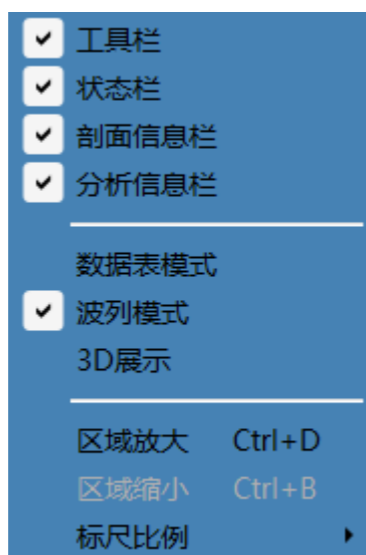 工具栏
状态栏
剖面信息栏
分析信息栏
数据表模式
波列模式
3D展示
区域放大 Ctrl+D
区域缩小 Ctrl+B
标尺比例